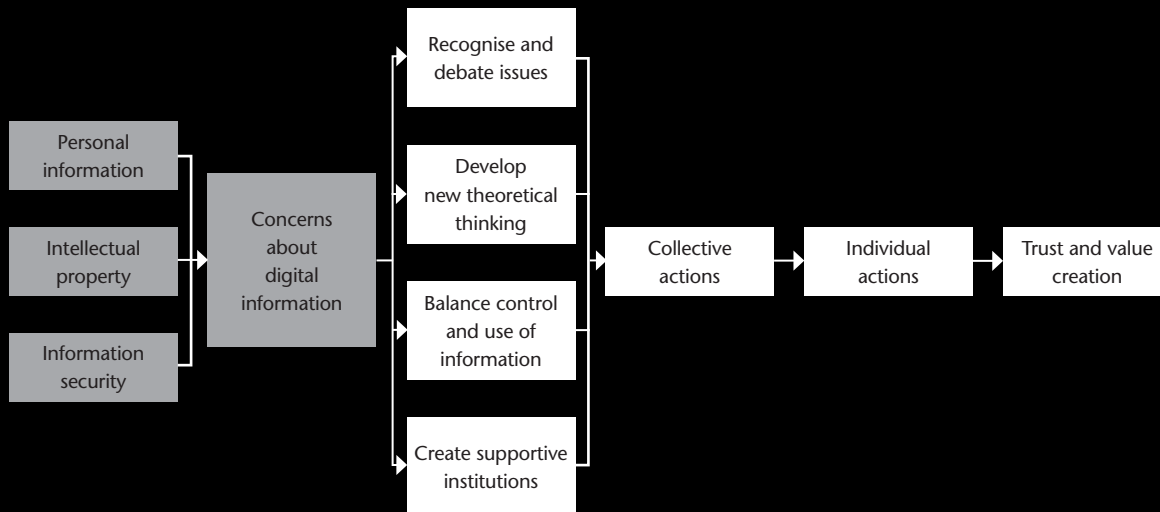 Personal
information
Intellectual
property
Information
security
Concerns
about
digital
information
Recognise and
debate issues
Develop
new theoretical
thinking
Balance control
and use of
information
Create supportive
institutions
Collective
actions
Individual
actions
Trust and value
creation